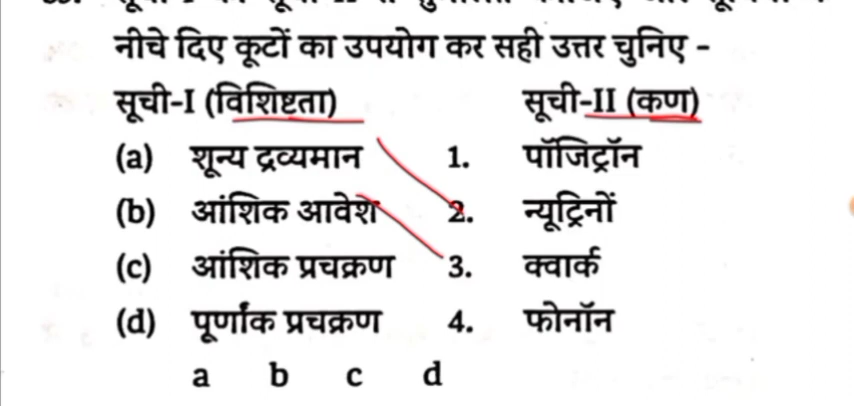 नीचे दिए कूटों का उपयोग कर सही उत्तर चुनिए -
सूची-I (विशिष्टता) सूची-II (कण)
(a) शून्य द्रव्यमान 1. पॉजिट्रॉन
(b) आंशिक आवेश 2. न्यूट्रिनों
(c) आंशिक प्रचक्रण 3. क्वार्क
(d) पूर्णांक प्रचक्रण 4. फोनॉन
a b c d